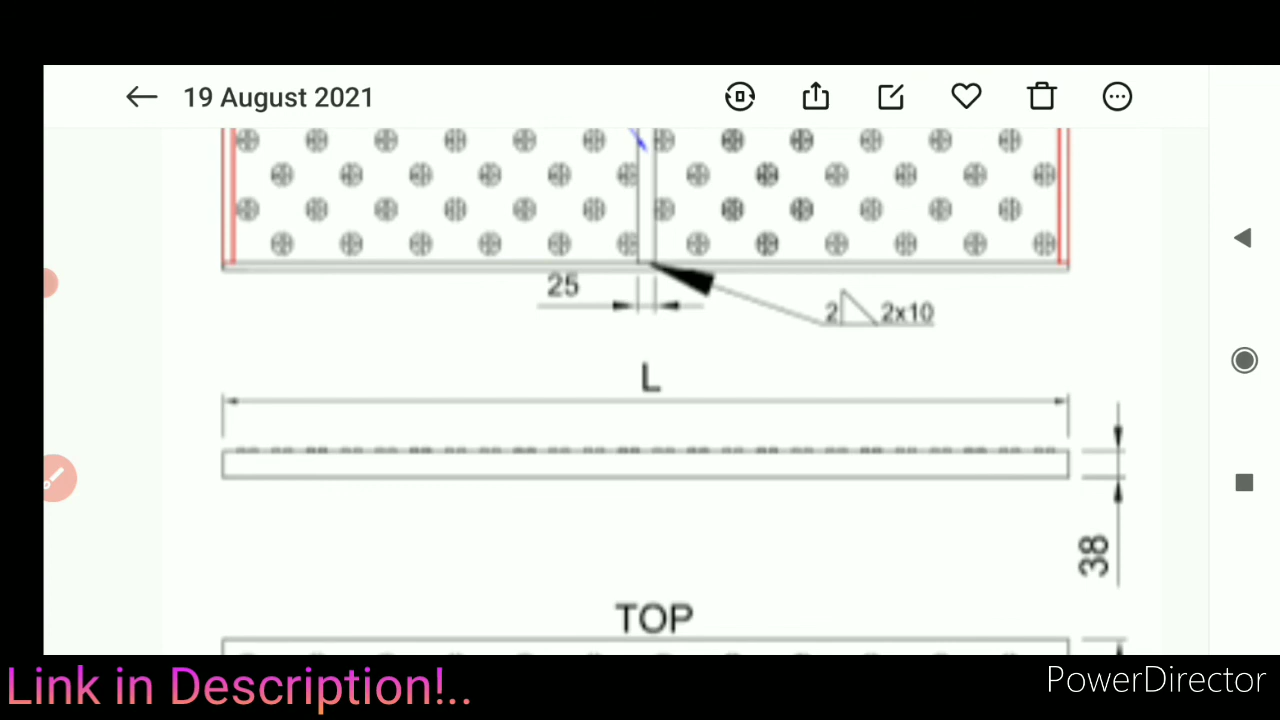 19 August 2021
25
2 2x10
L
38
TOP
Link in Description!..
PowerDirector